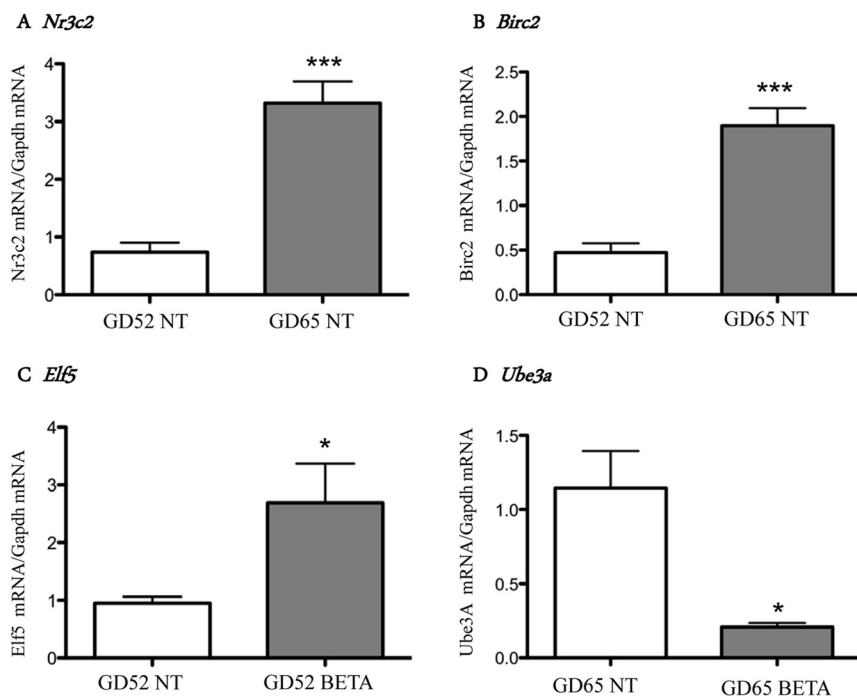 A Nr3c2
Nr3c2 mRNA/Gapdh mRNA
4
3
2
1
0
***
GD52 NT GD65 NT
B Birc2
Birc2 mRNA/Gapdh mRNA
2.5
2.0
1.5
1.0
0.5
0.0
***
GD52 NT GD65 NT
C Elf5
Elf5 mRNA/Gapdh mRNA
4
3
2
1
0
*
GD52 NT GD52 BETA
D Ube3a
Ube3A mRNA/Gapdh mRNA
1.5
1.0
0.5
0.0
*
GD65 NT GD65 BETA